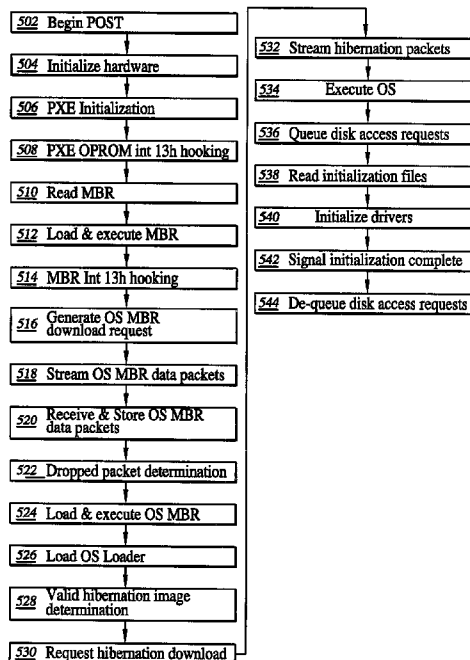 502 Begin POST
504 Initialize hardware
506 PXE Initialization
508 PXE OPROM int 13h hooking
510 Read MBR
512 Load & execute MBR
514 MBR Int 13h hooking
516 Generate OS MBR
download request
518 Stream OS MBR data packets
520 Receive & Store OS MBR
data packets
522 Dropped packet determination
524 Load & execute OS MBR
526 Load OS Loader
528 Valid hibernation image
determination
530 Request hibernation download
532 Stream hibernation packets
534 Execute OS
536 Queue disk access requests
538 Read initialization files
540 Initialize drivers
542 Signal initialization complete
544 De-queue disk access requests